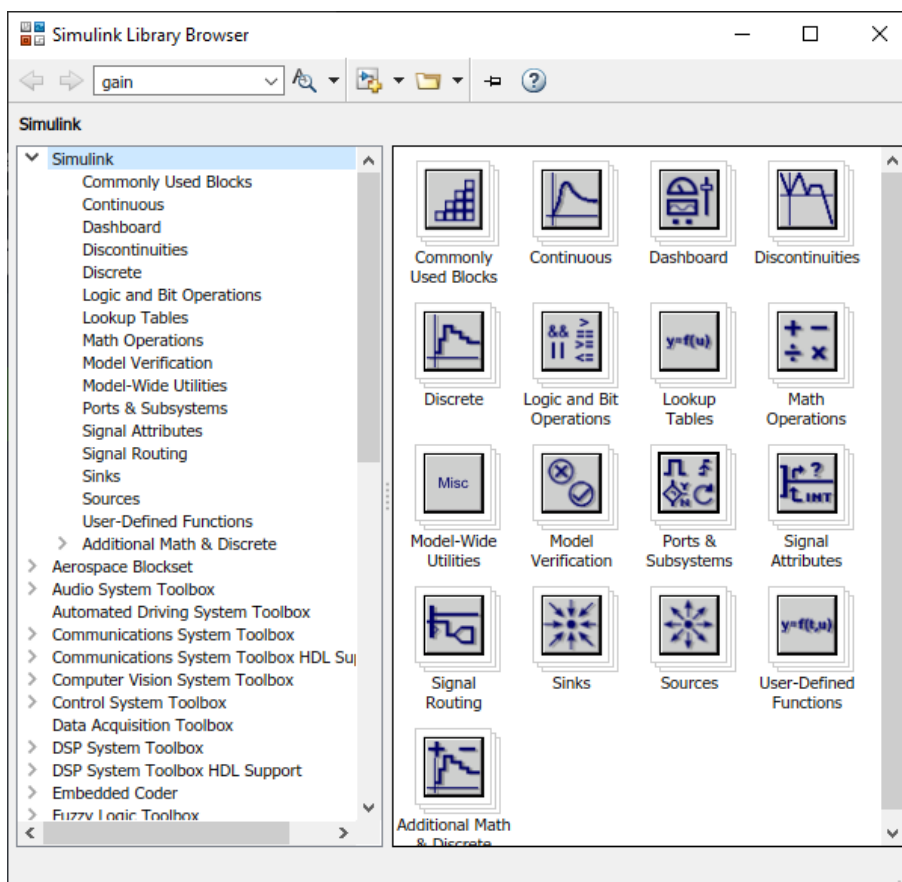 Simulink Library Browser
gain
Simulink
Simulink
Commonly Used Blocks
Continuous
Dashboard
Discontinuities
Discrete
Logic and Bit Operations
Lookup Tables
Math Operations
Model Verification
Model-Wide Utilities
Ports & Subsystems
Signal Attributes
Signal Routing
Sinks
Sources
User-Defined Functions
Additional Math & Discrete
Aerospace Blockset
Audio System Toolbox
Automated Driving System Toolbox
Communications System Toolbox
Communications System Toolbox HDL Su
Computer Vision System Toolbox
Control System Toolbox
Data Acquisition Toolbox
DSP System Toolbox
DSP System Toolbox HDL Support
Embedded Coder
Fuzzy Logic Toolbox
Commonly
Used Blocks
Continuous
Dashboard
Discontinuities
&& > == 
|| >= <=
y=f(u)
+ −
÷ ×
Discrete
Logic and Bit
Operations
Lookup
Tables
Math
Operations
Misc
? 
INT
Model-Wide
Utilities
Model
Verification
Ports &
Subsystems
Signal
Attributes
y=f(t,u)
Signal
Routing
Sinks
Sources
User-Defined
Functions
+ −
Additional Math
& Discrete